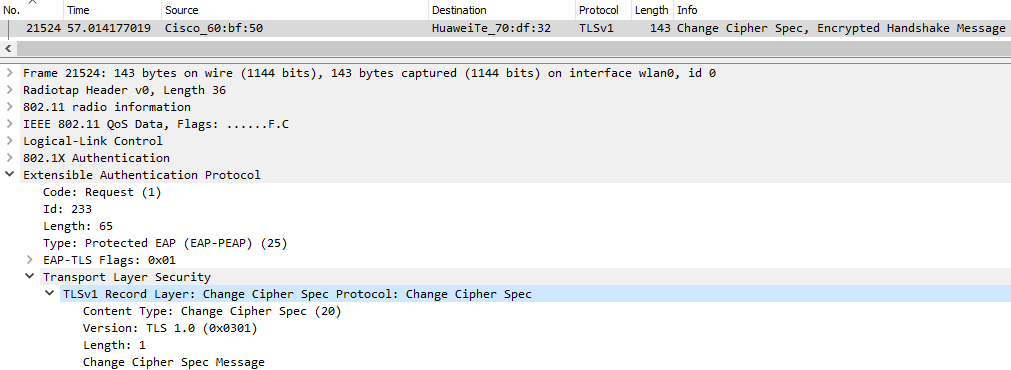 No. Time Source Destination Protocol Length Info
21524 57.014177019 Cisco_60:bf:50 HuaweiTe_70:df:32 TLSv1 143 Change Cipher Spec, Encrypted Handshake Message
Frame 21524: 143 bytes on wire (1144 bits), 143 bytes captured (1144 bits) on interface wlan0, id 0
Radiotap Header v0, Length 36
802.11 radio information
IEEE 802.11 QoS Data, Flags: ......F.C
Logical-Link Control
802.1X Authentication
Extensible Authentication Protocol
Code: Request (1)
Id: 233
Length: 65
Type: Protected EAP (EAP-PEAP) (25)
EAP-TLS Flags: 0x01
Transport Layer Security
TLSv1 Record Layer: Change Cipher Spec Protocol: Change Cipher Spec
Content Type: Change Cipher Spec (20)
Version: TLS 1.0 (0x0301)
Length: 1
Change Cipher Spec Message